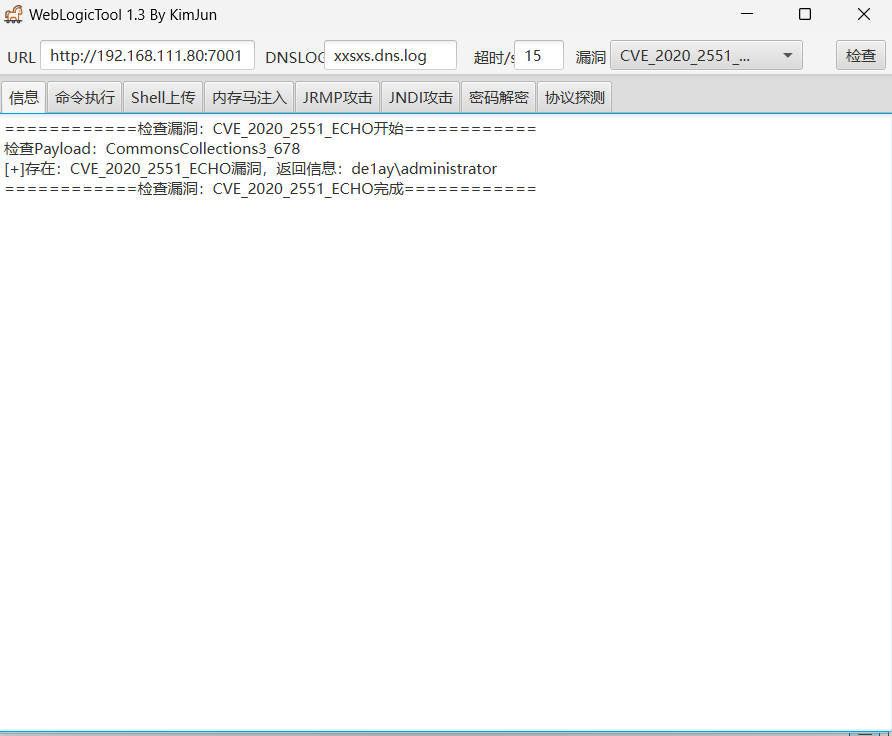 WebLogicTool 1.3 By KimJun
URL http://192.168.111.80:7001 DNSLOG xxsxs.dns.log 超时/s 15 漏洞 CVE_2020_2551_... 检查
信息 命令执行 Shell上传 内存马注入 JRMP攻击 JNDI攻击 密码解密 协议探测
============检查漏洞：CVE_2020_2551_ECHO开始============
检查Payload：CommonsCollections3_678
[+]存在：CVE_2020_2551_ECHO漏洞，返回信息：de1ay\administrator
============检查漏洞：CVE_2020_2551_ECHO完成============